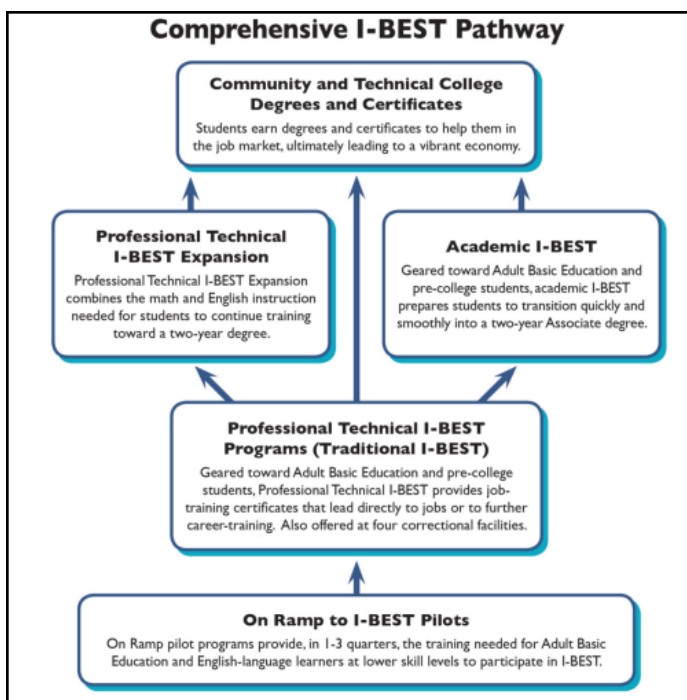 Comprehensive I-BEST Pathway
Community and Technical College
Degrees and Certificates
Students earn degrees and certificates to help them in
the job market, ultimately leading to a vibrant economy.
Professional Technical
I-BEST Expansion
Professional Technical I-BEST Expansion
combines the math and English instruction
needed for students to continue training
toward a two-year degree.
Academic I-BEST
Geared toward Adult Basic Education and
pre-college students, academic I-BEST
prepares students to transition quickly and
smoothly into a two-year Associate degree.
Professional Technical I-BEST
Programs (Traditional I-BEST)
Geared toward Adult Basic Education and pre-college
students, Professional Technical I-BEST provides job-
training certificates that lead directly to jobs or to further
career-training. Also offered at four correctional facilities.
On Ramp to I-BEST Pilots
On Ramp pilot programs provide, in 1-3 quarters, the training needed for Adult Basic
Education and English-language learners at lower skill levels to participate in I-BEST.